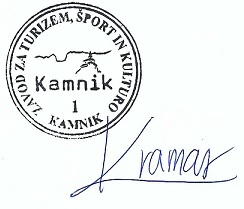 ZAVOD ZA TURIZEM, ŠPORT IN KULTURO
Kamnik
1
KAMNIK
Kramar